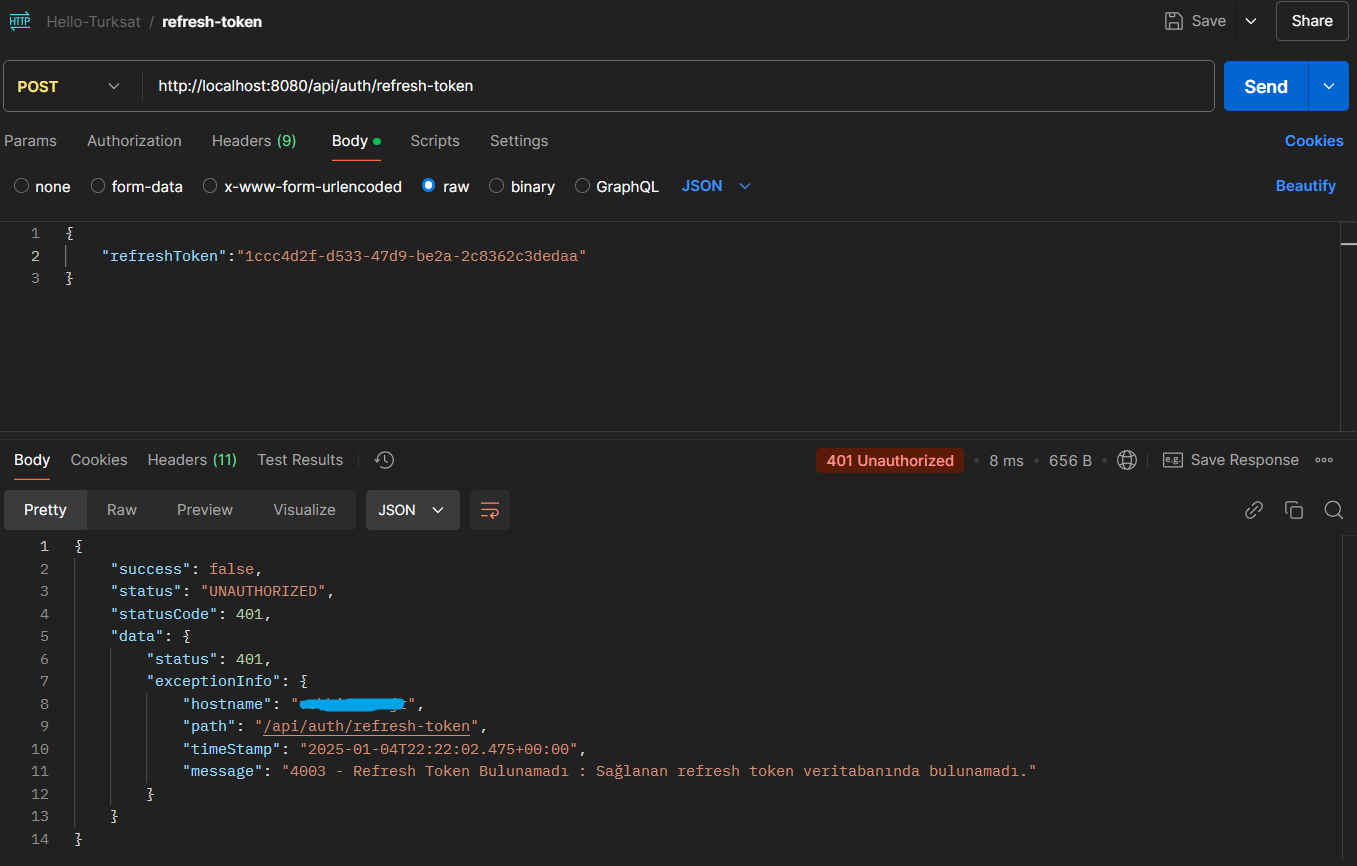 HTTP Hello-Turksat / refresh-token Save Share
POST http://localhost:8080/api/auth/refresh-token Send
Params Authorization Headers (9) Body Scripts Settings Cookies
none form-data x-www-form-urlencoded raw binary GraphQL JSON Beautify
1 {
2 "refreshToken":"1ccc4d2f-d533-47d9-be2a-2c8362c3dedaa"
3 }
Body Cookies Headers (11) Test Results 401 Unauthorized 8 ms 656 B e.g. Save Response
Pretty Raw Preview Visualize JSON
1 {
2 "success": false,
3 "status": "UNAUTHORIZED",
4 "statusCode": 401,
5 "data": {
6 "status": 401,
7 "exceptionInfo": {
8 "hostname": "",
9 "path": "/api/auth/refresh-token",
10 "timeStamp": "2025-01-04T22:22:02.475+00:00",
11 "message": "4003 - Refresh Token Bulunamadı : Sağlanan refresh token veritabanında bulunamadı."
12 }
13 }
14 }